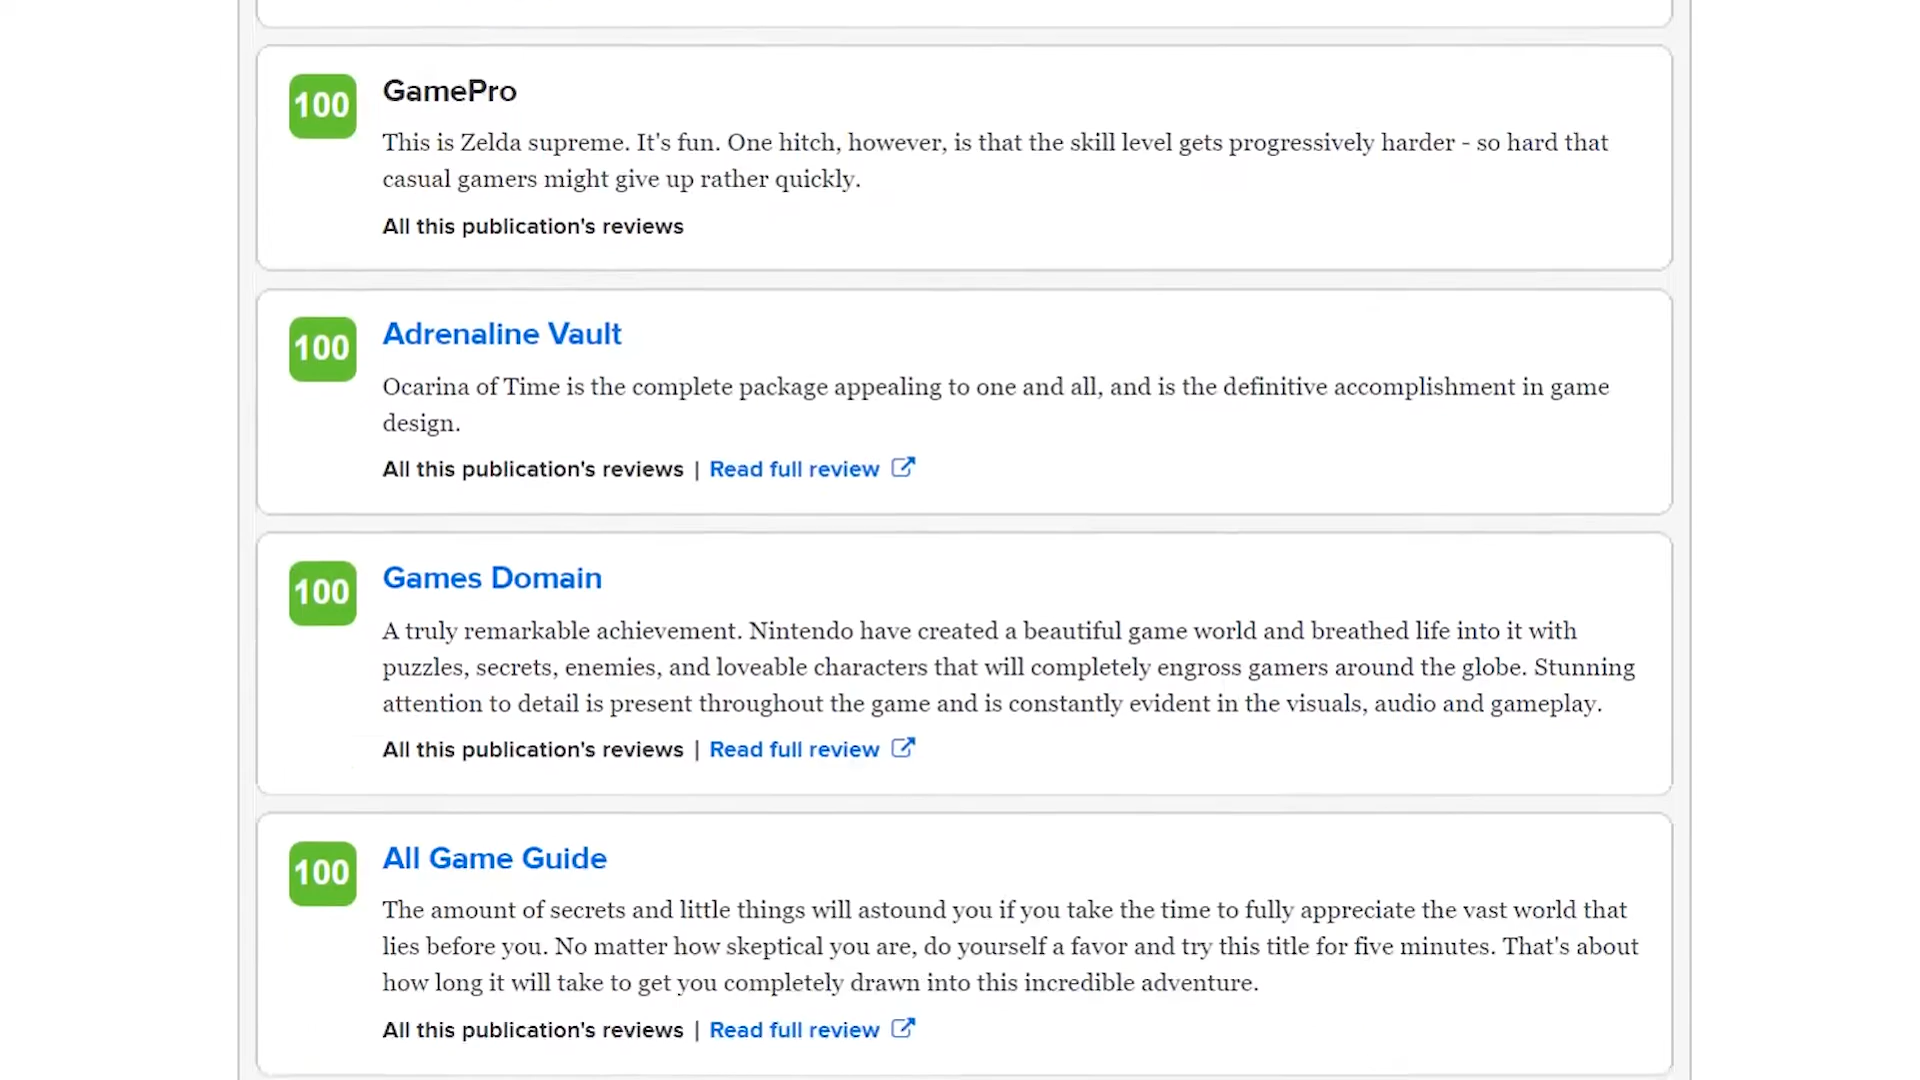 100
GamePro
This is Zelda supreme. It's fun. One hitch, however, is that the skill level gets progressively harder - so hard that
casual gamers might give up rather quickly.
All this publication's reviews
100
Adrenaline Vault
Ocarina of Time is the complete package appealing to one and all, and is the definitive accomplishment in game
design.
All this publication's reviews | Read full review
100
Games Domain
A truly remarkable achievement. Nintendo have created a beautiful game world and breathed life into it with
puzzles, secrets, enemies, and loveable characters that will completely engross gamers around the globe. Stunning
attention to detail is present throughout the game and is constantly evident in the visuals, audio and gameplay.
All this publication's reviews | Read full review
100
All Game Guide
The amount of secrets and little things will astound you if you take the time to fully appreciate the vast world that
lies before you. No matter how skeptical you are, do yourself a favor and try this title for five minutes. That's about
how long it will take to get you completely drawn into this incredible adventure.
All this publication's reviews | Read full review